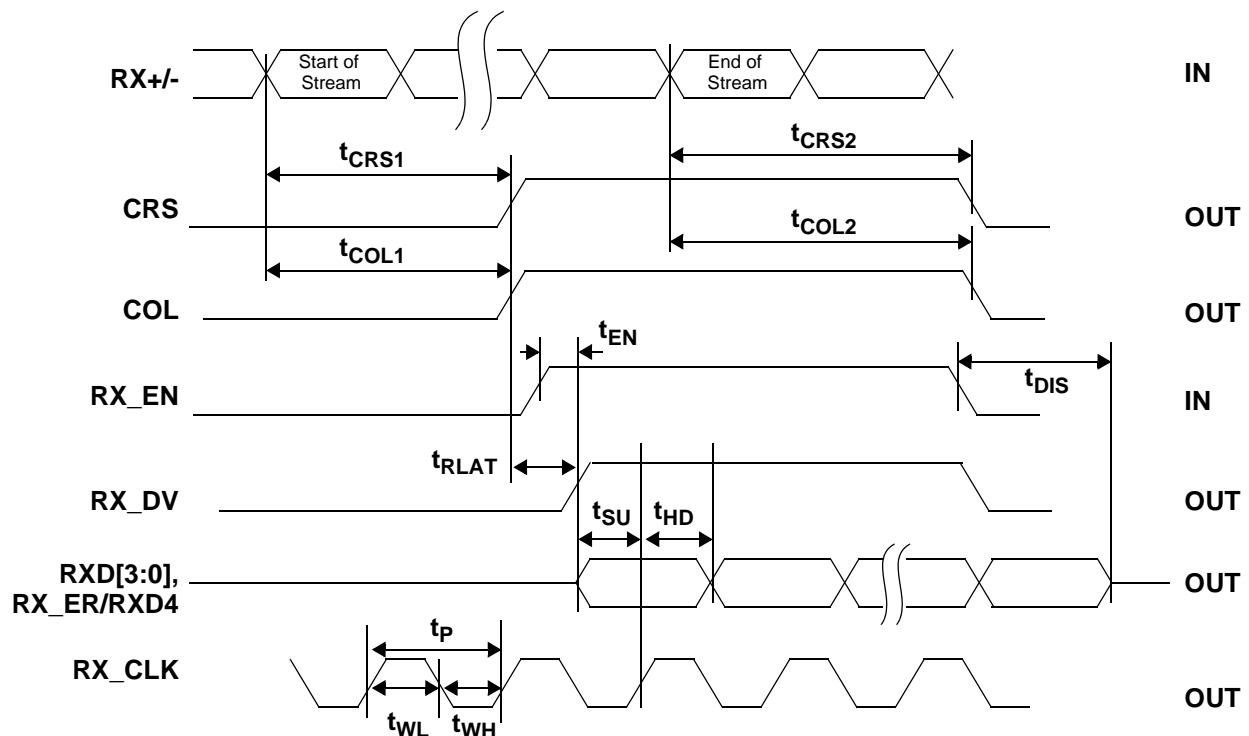 RX+/-
Start of
Stream
End of
Stream
IN
tCRS1
tCRS2
CRS
OUT
tCOL1
tCOL2
COL
OUT
tEN
RX_EN
tDIS
IN
tRLAT
RX_DV
OUT
tSU
tHD
RXD[3:0],
RX_ER/RXD4
OUT
tP
RX_CLK
OUT
tWL
tWH